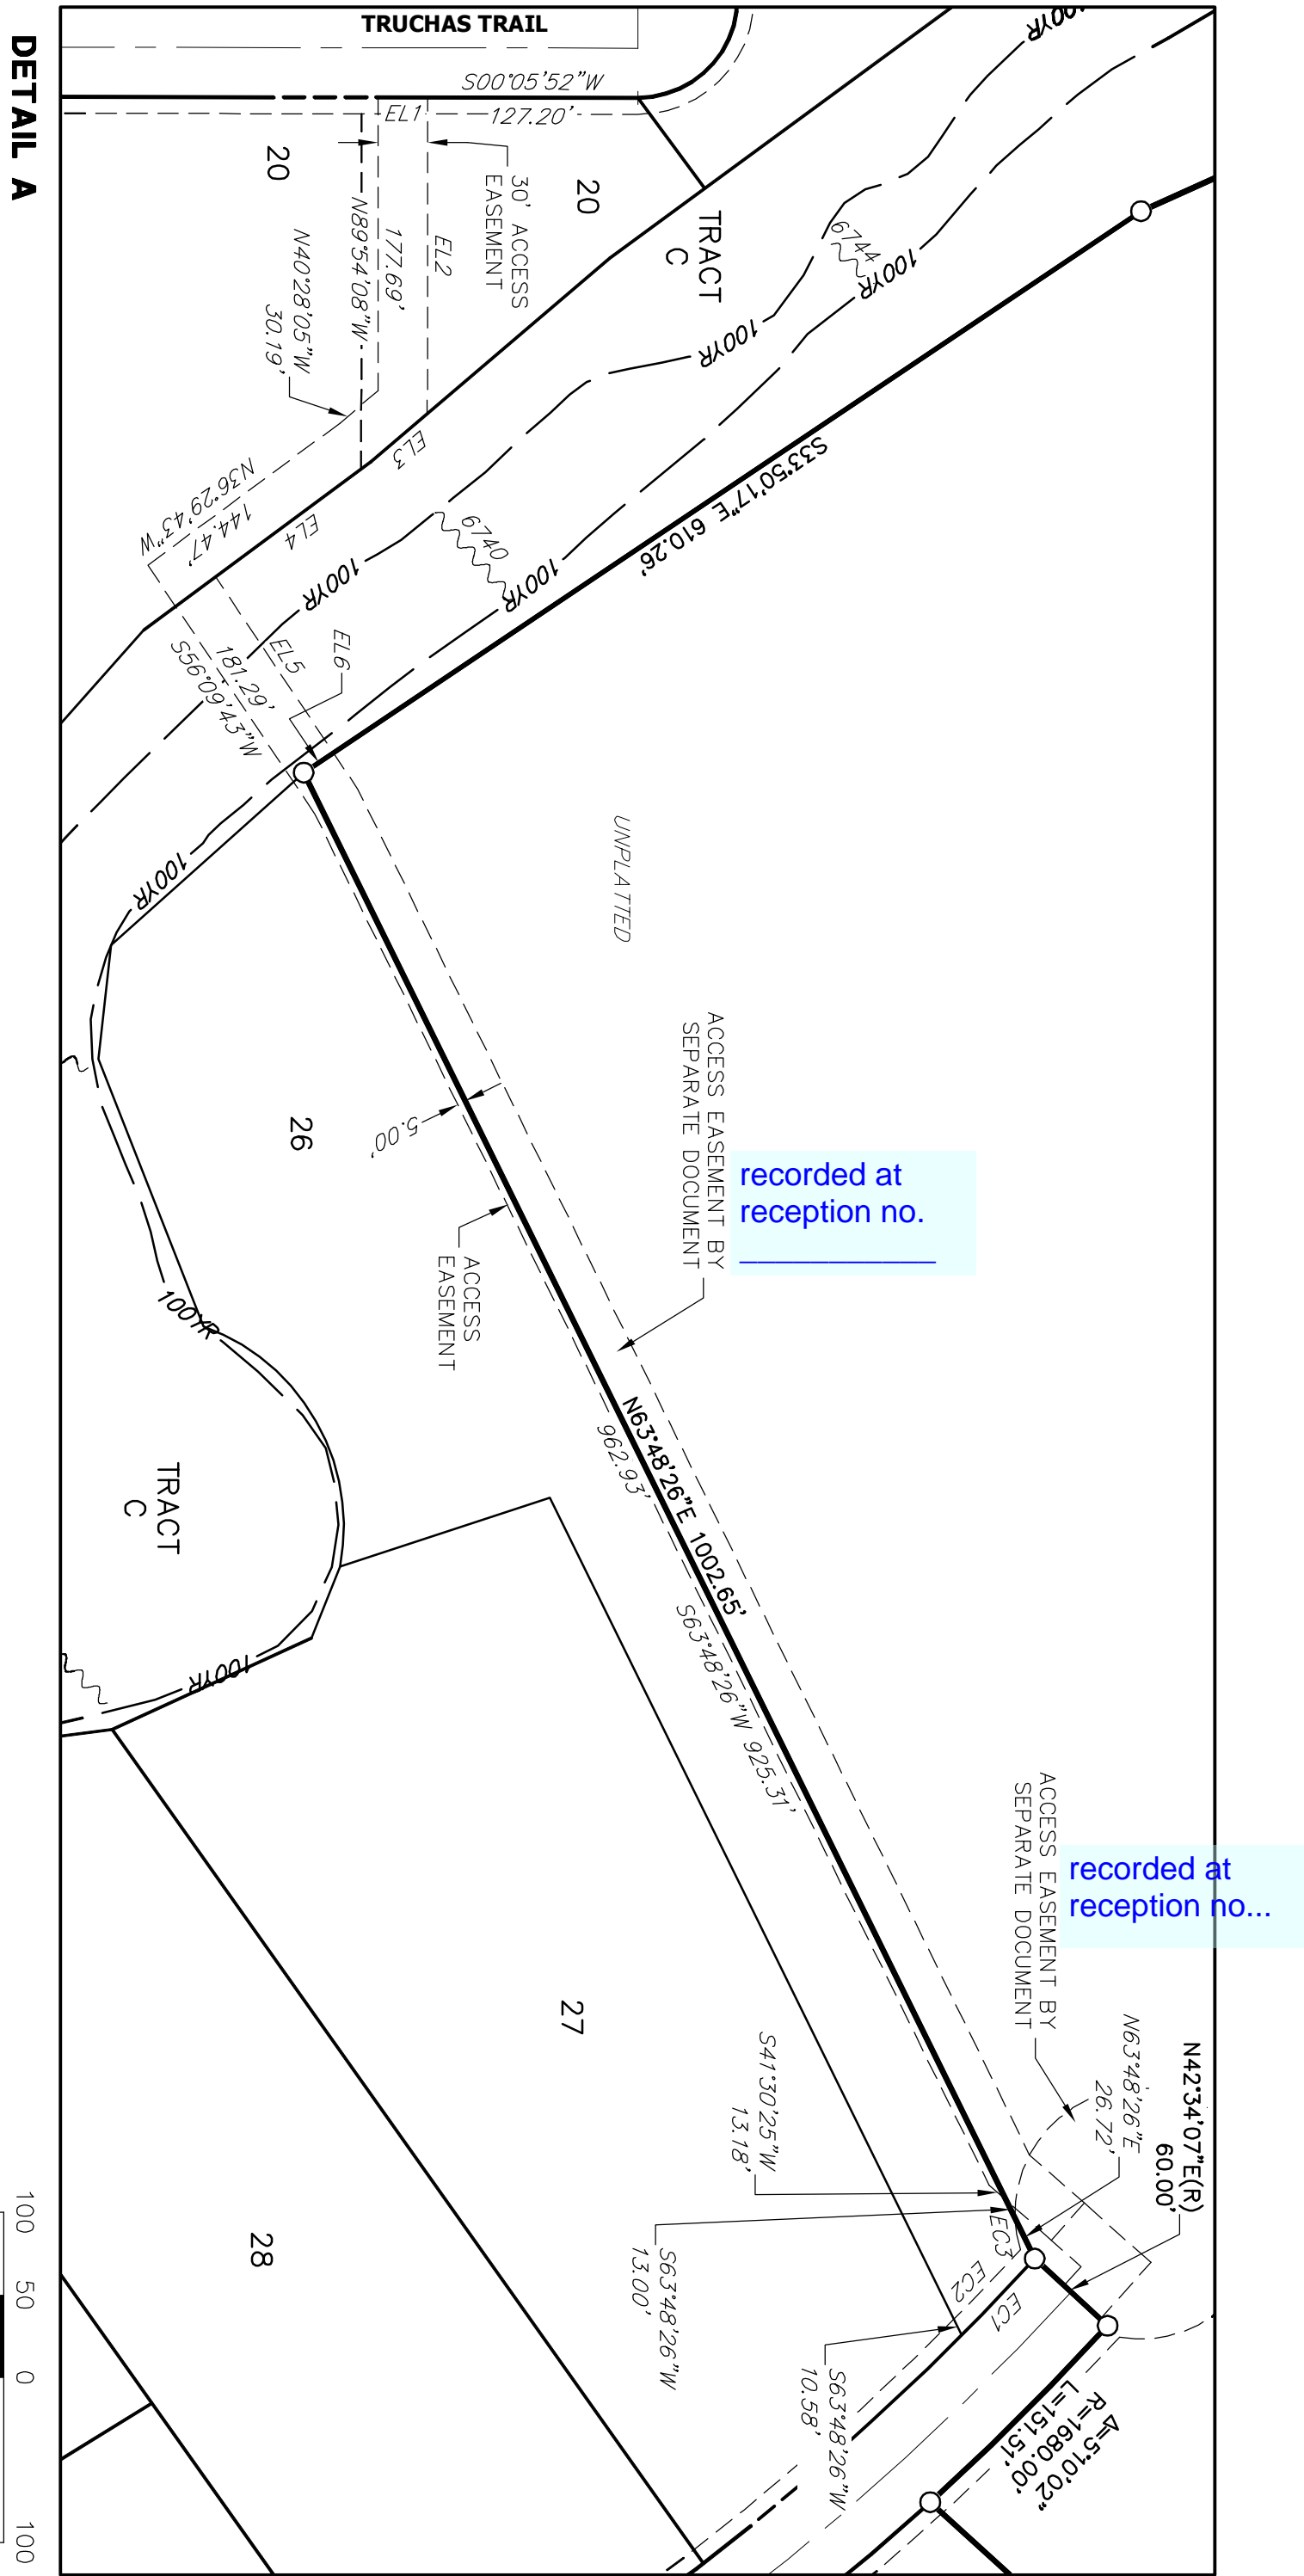 DETAIL A
TRUCHAS TRAIL
S00°05'52"W
127.20'
EL1
20
20
30' ACCESS
EASEMENT
EL2
177.69'
N89°54'08"W
N40°28'05"W
30.19'
TRACT
C
100YR
6744
100YR
100YR
EL3
EL4
N36°29'43"W
144.47'
6740
100YR
100YR
S33°50'17"E 610.26'
EL5
EL6
181.29'
S56°09'43"W
UNPLATTED
100YR
ACCESS EASEMENT BY
SEPARATE DOCUMENT
recorded at
reception no.
___________
5.00'
26
ACCESS
EASEMENT
100YR
TRACT
C
N63°48'26"E 1002.65'
962.93'
S63°48'26"W 925.31'
100YR
ACCESS EASEMENT BY
SEPARATE DOCUMENT
recorded at
reception no...
27
N63°48'26"E
26.72'
N42°34'07"E(R)
60.00'
S41°30'25"W
13.18'
S63°48'26"W
13.00'
EC3
EC2
EC1
S63°48'26"W
10.58'
Δ=5°10'02"
R=1680.00'
L=151.51'
28
100 50 0 100